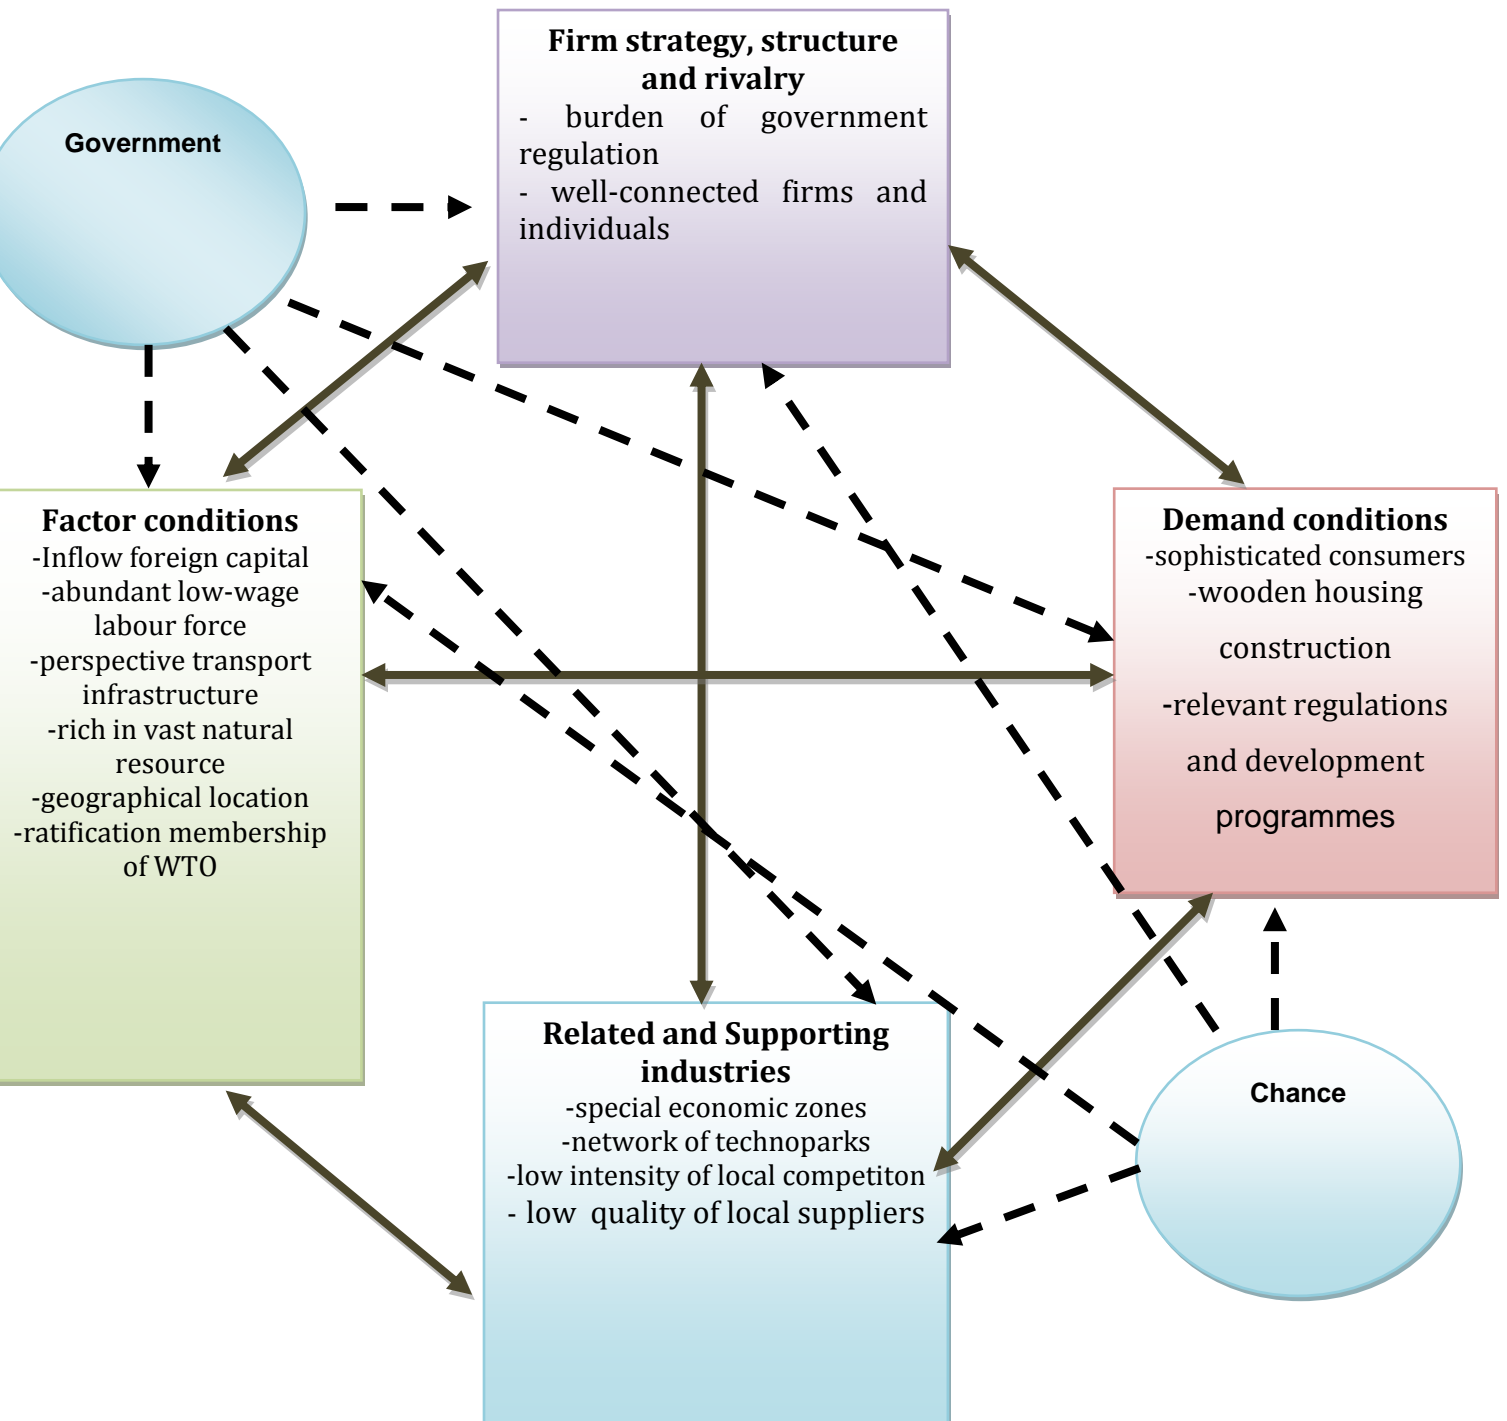 Firm strategy, structure
and rivalry
- burden of government
regulation
- well-connected firms and
individuals
Government
Factor conditions
-Inflow foreign capital
-abundant low-wage
labour force
-perspective transport
infrastructure
-rich in vast natural
resource
-geographical location
-ratification membership
of WTO
Demand conditions
-sophisticated consumers
-wooden housing
construction
-relevant regulations
and development
programmes
Related and Supporting
industries
-special economic zones
-network of technoparks
-low intensity of local competiton
- low quality of local suppliers
Chance